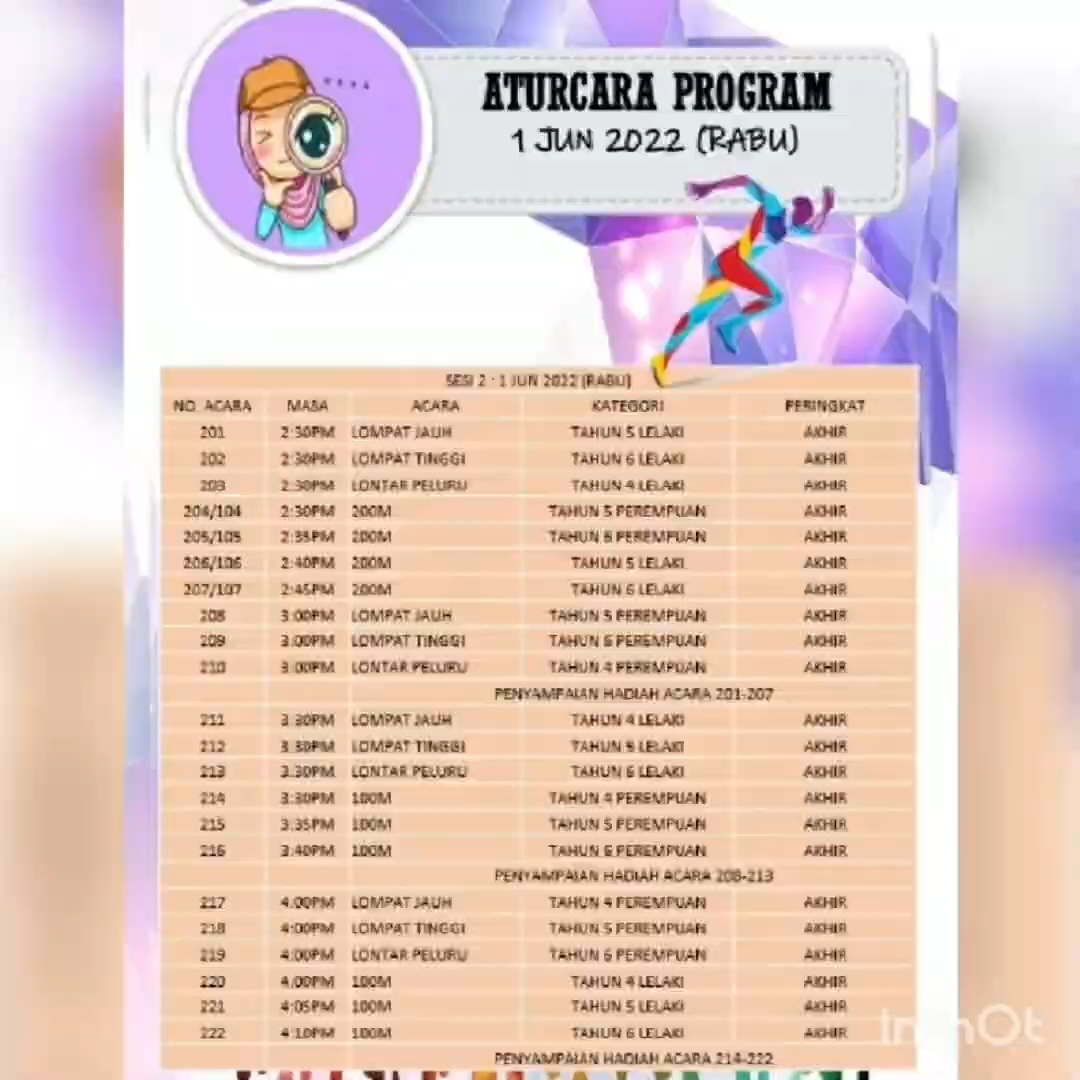 ATURCARA PROGRAM
1 JUN 2022 (RABU)
SESI 2 : 1 JUN 2022 (RABU)
NO. ACARA MASA ACARA KATEGORI PERINGKAT
201 2:30PM LOMPAT JAUH TAHUN 5 LELAKI AKHIR
202 2:30PM LOMPAT TINGGI TAHUN 6 LELAKI AKHIR
203 2:30PM LONTAR PELURU TAHUN 4 LELAKI AKHIR
204/104 2:30PM 200M TAHUN 5 PEREMPUAN AKHIR
205/105 2:35PM 200M TAHUN 6 PEREMPUAN AKHIR
206/106 2:40PM 200M TAHUN 5 LELAKI AKHIR
207/107 2:45PM 200M TAHUN 6 LELAKI AKHIR
208 3:00PM LOMPAT JAUH TAHUN 5 PEREMPUAN AKHIR
209 3:00PM LOMPAT TINGGI TAHUN 6 PEREMPUAN AKHIR
210 3:00PM LONTAR PELURU TAHUN 4 PEREMPUAN AKHIR
PENYAMPAIAN HADIAH ACARA 201-207
211 3:30PM LOMPAT JAUH TAHUN 4 LELAKI AKHIR
212 3:30PM LOMPAT TINGGI TAHUN 5 LELAKI AKHIR
213 3:30PM LONTAR PELURU TAHUN 6 LELAKI AKHIR
214 3:30PM 100M TAHUN 4 PEREMPUAN AKHIR
215 3:35PM 100M TAHUN 5 PEREMPUAN AKHIR
216 3:40PM 100M TAHUN 6 PEREMPUAN AKHIR
PENYAMPAIAN HADIAH ACARA 208-213
217 4:00PM LOMPAT JAUH TAHUN 4 PEREMPUAN AKHIR
218 4:00PM LOMPAT TINGGI TAHUN 5 PEREMPUAN AKHIR
219 4:00PM LONTAR PELURU TAHUN 6 PEREMPUAN AKHIR
220 4:00PM 100M TAHUN 4 LELAKI AKHIR
221 4:05PM 100M TAHUN 5 LELAKI AKHIR
222 4:10PM 100M TAHUN 6 LELAKI AKHIR
PENYAMPAIAN HADIAH ACARA 214-222